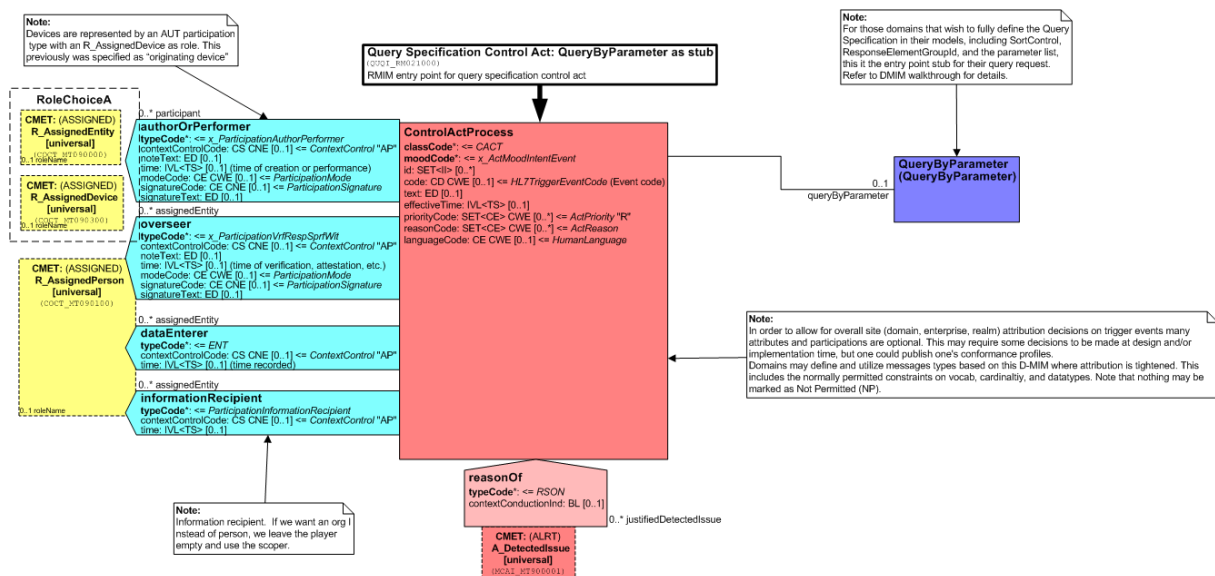 Note:
Devices are represented by an AUT participation
type with an R_AssignedDevice as role. This
previously was specified as “originating device”
Query Specification Control Act: QueryByParameter as stub
(QUQI_RM021000)
RMIM entry point for query specification control act
Note:
For those domains that wish to fully define the Query
Specification in their models, including SortControl,
ResponseElementGroupId, and the parameter list,
this it the entry point stub for their query request.
Refer to DMIM walkthrough for details.
RoleChoiceA
CMET: (ASSIGNED)
R_AssignedEntity
[universal]
(COCT_MT090000)
0..1 roleName
CMET: (ASSIGNED)
R_AssignedDevice
[universal]
(COCT_MT090300)
0..1 roleName
CMET: (ASSIGNED)
R_AssignedPerson
[universal]
(COCT_MT090100)
0..1 roleName
0..* participant
authorOrPerformer
typeCode*: <= x_ParticipationAuthorPerformer
contextControlCode: CS CNE [0..1] <= ContextControl "AP"
noteText: ED [0..1]
time: IVL<TS> [0..1] (time of creation or performance)
modeCode: CE CWE [0..1] <= ParticipationMode
signatureCode: CE CNE [0..1] <= ParticipationSignature
signatureText: ED [0..1]
0..* assignedEntity
overseer
typeCode*: <= x_ParticipationVrfRespSprfWit
contextControlCode: CS CNE [0..1] <= ContextControl "AP"
noteText: ED [0..1]
time: IVL<TS> [0..1] (time of verification, attestation, etc.)
modeCode: CE CWE [0..1] <= ParticipationMode
signatureCode: CE CNE [0..1] <= ParticipationSignature
signatureText: ED [0..1]
0..* assignedEntity
dataEnterer
typeCode*: <= ENT
contextControlCode: CS CNE [0..1] <= ContextControl "AP"
time: IVL<TS> [0..1] (time recorded)
0..* assignedEntity
informationRecipient
typeCode*: <= ParticipationInformationRecipient
contextControlCode: CS CNE [0..1] <= ContextControl "AP"
time: IVL<TS> [0..1]
ControlActProcess
classCode*: <= CACT
moodCode*: <= x_ActMoodIntentEvent
id: SET<II> [0..*]
code: CD CWE [0..1] <= HL7TriggerEventCode (Event code)
text: ED [0..1]
effectiveTime: IVL<TS> [0..1]
priorityCode: SET<CE> CWE [0..*] <= ActPriority "R"
reasonCode: SET<CE> CWE [0..*] <= ActReason
languageCode: CE CWE [0..1] <= HumanLanguage
0..1
queryByParameter
QueryByParameter
(QueryByParameter)
Note:
In order to allow for overall site (domain, enterprise, realm) attribution decisions on trigger events many
attributes and participations are optional. This may require some decisions to be made at design and/or
implementation time, but one could publish one's conformance profiles.
Domains may define and utilize messages types based on this D-MIM where attribution is tightened. This
includes the normally permitted constraints on vocab, cardinaltiy, and datatypes. Note that nothing may be
marked as Not Permitted (NP).
reasonOf
typeCode*: <= RSON
contextConductionInd: BL [0..1]
0..* justifiedDetectedIssue
CMET: (ALRT)
A_DetectedIssue
[universal]
(MCAI_MT900001)
Note:
Information recipient. If we want an org I
nstead of person, we leave the player
empty and use the scoper.